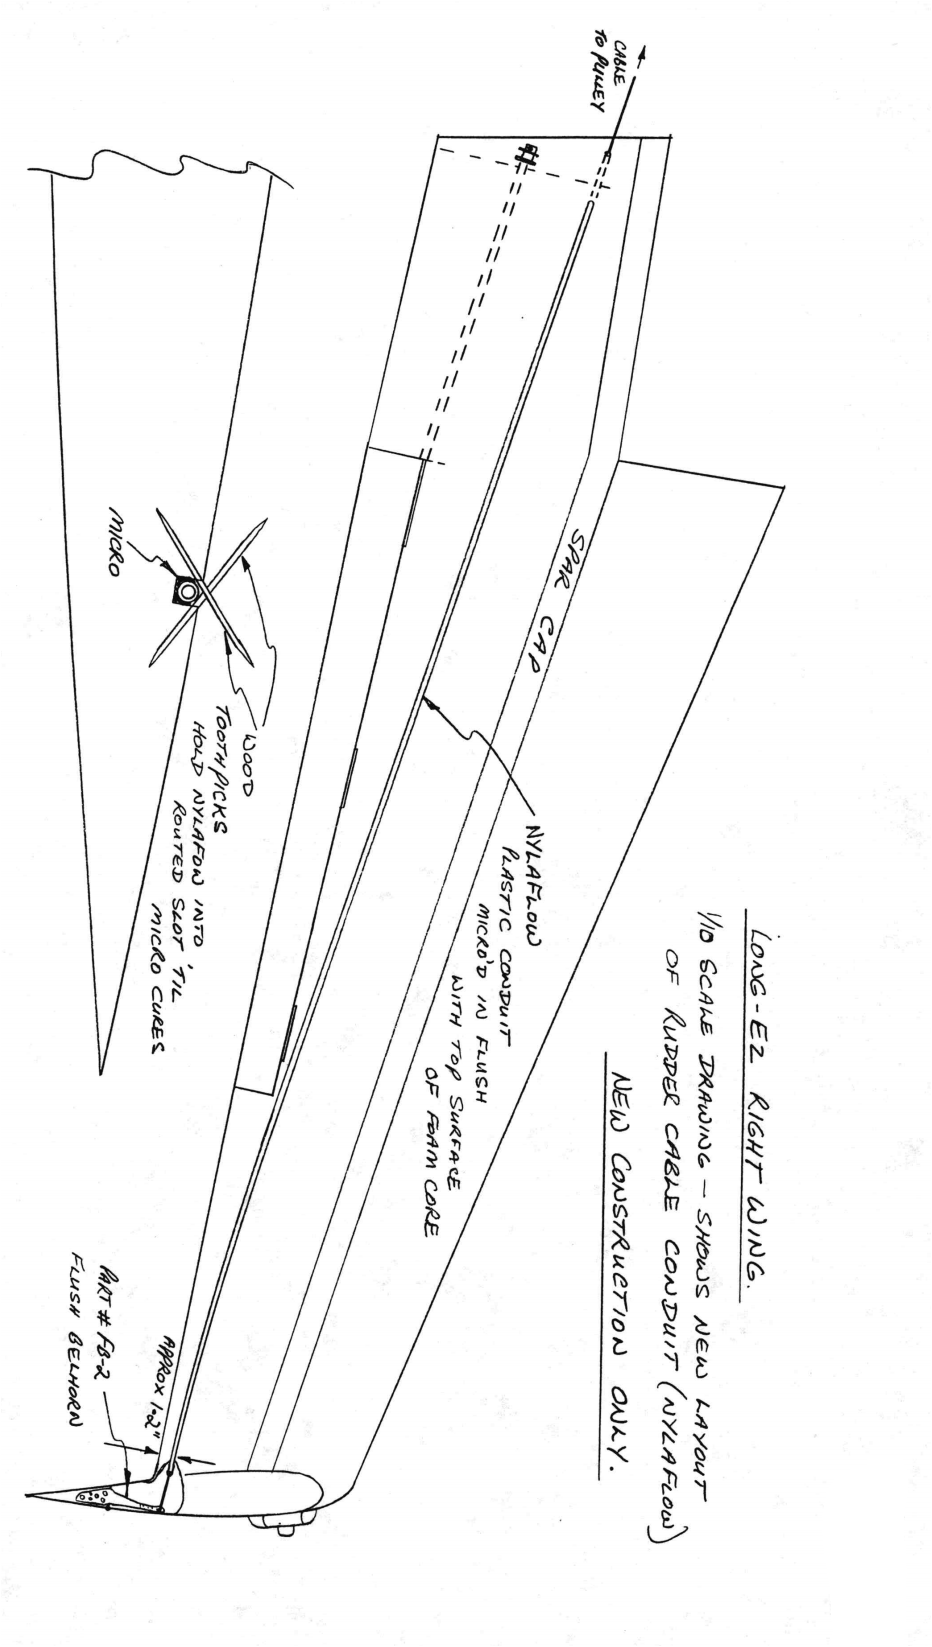 LONG-EZ RIGHT WING.
1/10 SCALE DRAWING - SHOWS NEW LAYOUT
OF RUDDER CABLE CONDUIT (NYLAFLOW)
NEW CONSTRUCTION ONLY.
CABLE
TO PULLEY
SPAR CAP
NYLAFLOW
PLASTIC CONDUIT
MICRO'D IN FLUSH
WITH TOP SURFACE
OF FOAM CORE
MICRO
WOOD
TOOTHPICKS
HOLD NYLAFOW INTO
ROUTED SLOT 'TIL
MICRO CURES
APPROX 1.2"
PART # FB-2
FLUSH BELHORN